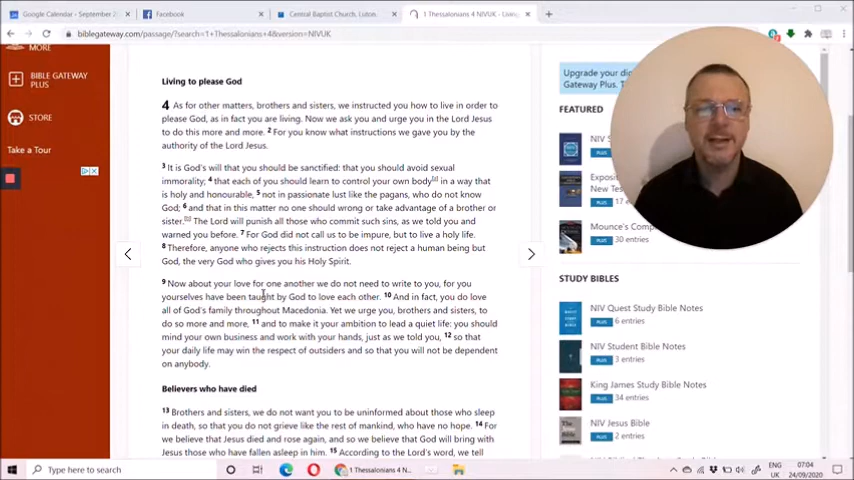 Google Calendar - September 2
Facebook
Central Baptist Church, Luton.
1 Thessalonians 4 NIVUK - Living
biblegateway.com/passage/?search=1+Thessalonians+4&version=NIVUK
MORE
BIBLE GATEWAY
PLUS
STORE
Take a Tour
Living to please God
4 As for other matters, brothers and sisters, we instructed you how to live in order to
please God, as in fact you are living. Now we ask you and urge you in the Lord Jesus
to do this more and more. 2 For you know what instructions we gave you by the
authority of the Lord Jesus.
3 It is God's will that you should be sanctified: that you should avoid sexual
immorality; 4 that each of you should learn to control your own body[a] in a way that
is holy and honourable, 5 not in passionate lust like the pagans, who do not know
God; 6 and that in this matter no one should wrong or take advantage of a brother or
sister.[b] The Lord will punish all those who commit such sins, as we told you and
warned you before. 7 For God did not call us to be impure, but to live a holy life.
8 Therefore, anyone who rejects this instruction does not reject a human being but
God, the very God who gives you his Holy Spirit.
9 Now about your love for one another we do not need to write to you, for you
yourselves have been taught by God to love each other. 10 And in fact, you do love
all of God's family throughout Macedonia. Yet we urge you, brothers and sisters, to
do so more and more, 11 and to make it your ambition to lead a quiet life: you should
mind your own business and work with your hands, just as we told you, 12 so that
your daily life may win the respect of outsiders and so that you will not be dependent
on anybody.
Believers who have died
13 Brothers and sisters, we do not want you to be uninformed about those who sleep
in death, so that you do not grieve like the rest of mankind, who have no hope. 14 For
we believe that Jesus died and rose again, and so we believe that God will bring with
Jesus those who have fallen asleep in him. 15 According to the Lord's word, we tell
Upgrade your
Gateway Plus.
FEATURED
NIV
PLUS
Expos
New Tes
PLUS 17
Mounce's Comp
PLUS 30 entries
STUDY BIBLES
NIV Quest Study Bible Notes
PLUS 6 entries
NIV Student Bible Notes
PLUS 3 entries
King James Study Bible Notes
PLUS 34 entries
NIV Jesus Bible
PLUS 2 entries
Type here to search
1 Thessalonians 4 N...
ENG
UK
07:04
24/09/2020